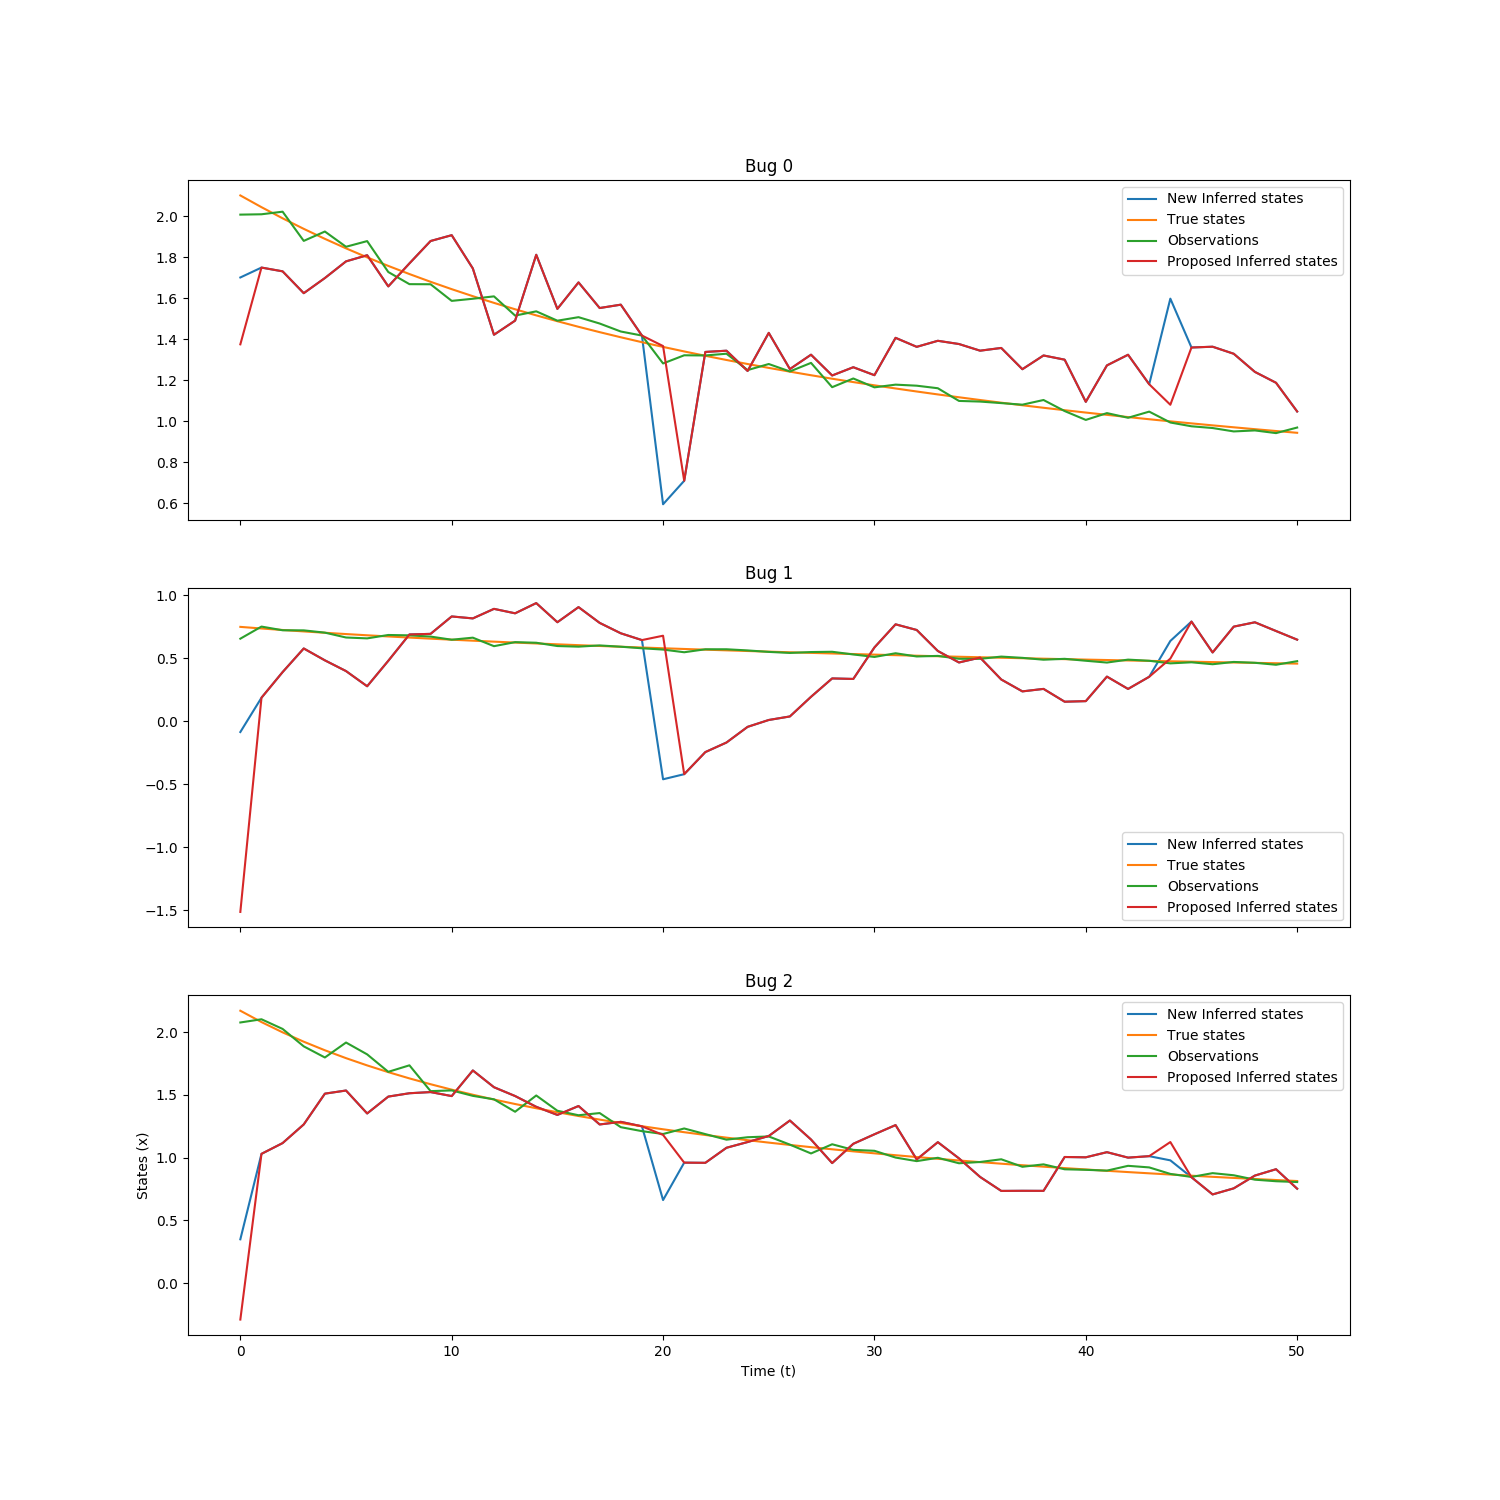 Bug 0
2.0
1.8
1.6
1.4
1.2
1.0
0.8
0.6
New Inferred states
True states
Observations
Proposed Inferred states
Bug 1
1.0
0.5
0.0
−0.5
−1.0
−1.5
New Inferred states
True states
Observations
Proposed Inferred states
Bug 2
States (x)
2.0
1.5
1.0
0.5
0.0
New Inferred states
True states
Observations
Proposed Inferred states
0 10 20 30 40 50
Time (t)